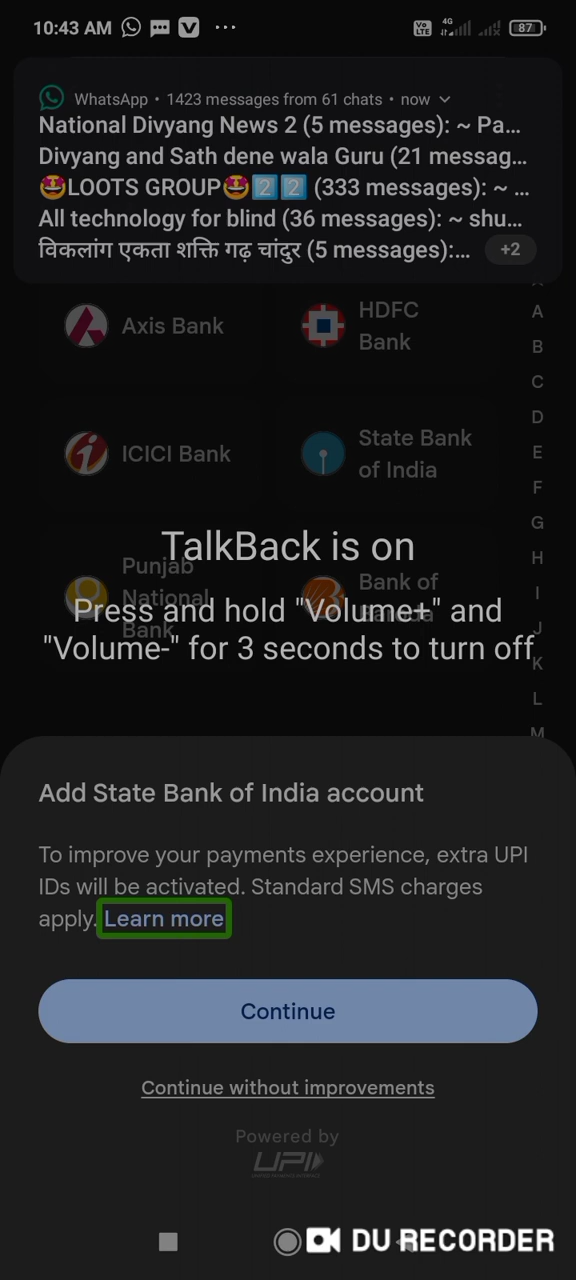 10:43 AM
Vo LTE 4G 87
WhatsApp • 1423 messages from 61 chats • now
National Divyang News 2 (5 messages): ~ Pa...
Divyang and Sath dene wala Guru (21 messag...
🤩LOOTS GROUP🤩2️⃣2️⃣ (333 messages): ~ ...
All technology for blind (36 messages): ~ shu...
विकलांग एकता शक्ति गढ़ चांदुर (5 messages):... +2
Axis Bank
HDFC
Bank
ICICI Bank
State Bank
of India
Punjab
National
Bank
Bank of
Baroda
A
B
C
D
E
F
G
H
I
J
K
L
M
TalkBack is on
Press and hold "Volume+" and
"Volume-" for 3 seconds to turn off
Add State Bank of India account
To improve your payments experience, extra UPI
IDs will be activated. Standard SMS charges
apply. Learn more
Continue
Continue without improvements
Powered by
UPI
DU RECORDER